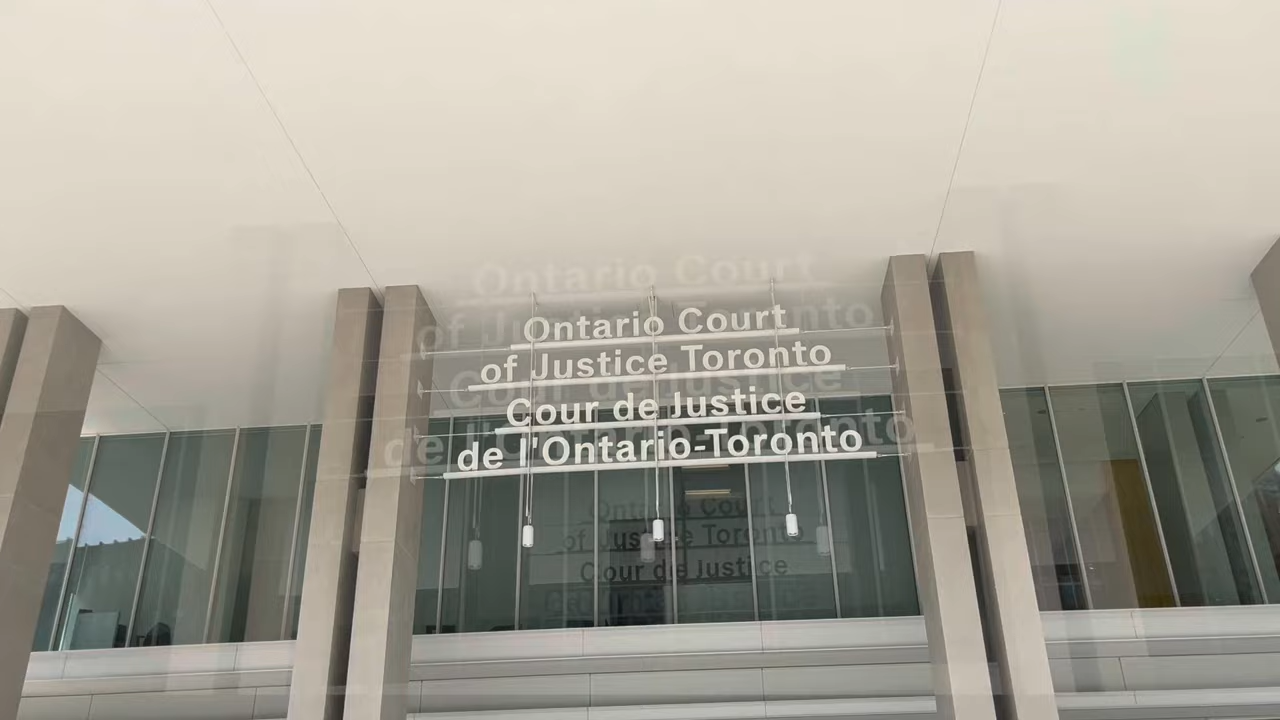 Ontario Court
of Justice Toronto
Cour de Justice
de l'Ontario-Toronto